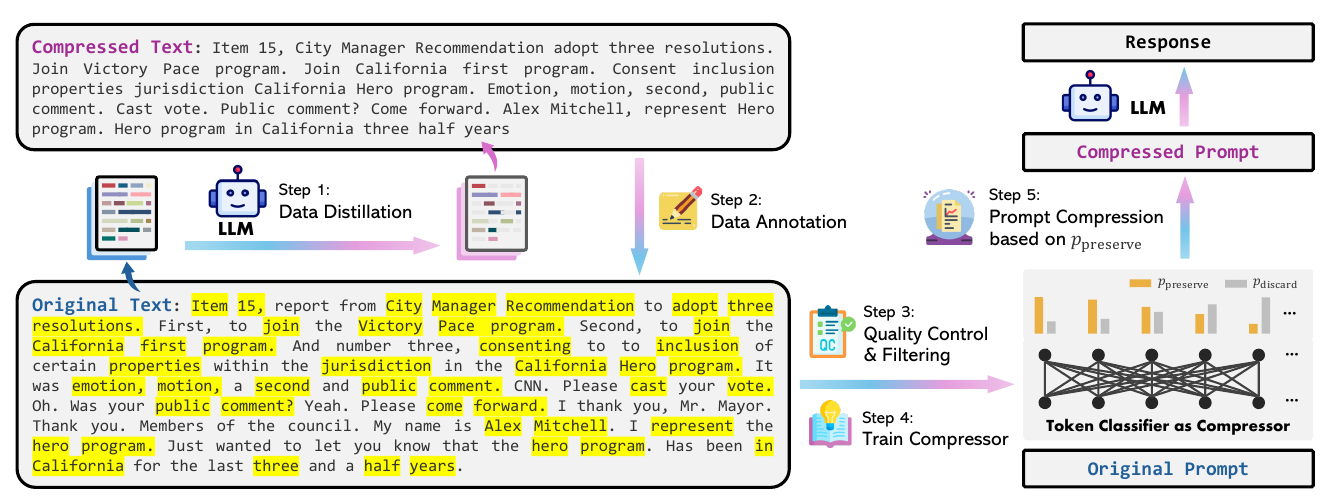 Compressed Text: Item 15, City Manager Recommendation adopt three resolutions.
Join Victory Pace program. Join California first program. Consent inclusion
properties jurisdiction California Hero program. Emotion, motion, second, public
comment. Cast vote. Public comment? Come forward. Alex Mitchell, represent Hero
program. Hero program in California three half years
LLM
Step 1:
Data Distillation
Step 2:
Data Annotation
Original Text: Item 15, report from City Manager Recommendation to adopt three
resolutions. First, to join the Victory Pace program. Second, to join the
California first program. And number three, consenting to to inclusion of
certain properties within the jurisdiction in the California Hero program. It
was emotion, motion, a second and public comment. CNN. Please cast your vote.
Oh. Was your public comment? Yeah. Please come forward. I thank you, Mr. Mayor.
Thank you. Members of the council. My name is Alex Mitchell. I represent the
hero program. Just wanted to let you know that the hero program. Has been in
California for the last three and a half years.
QC
Step 3:
Quality Control
& Filtering
Step 4:
Train Compressor
Response
LLM
Compressed Prompt
Step 5:
Prompt Compression
based on p_preserve
p_preserve p_discard
...
...
...
Token Classifier as Compressor
Original Prompt